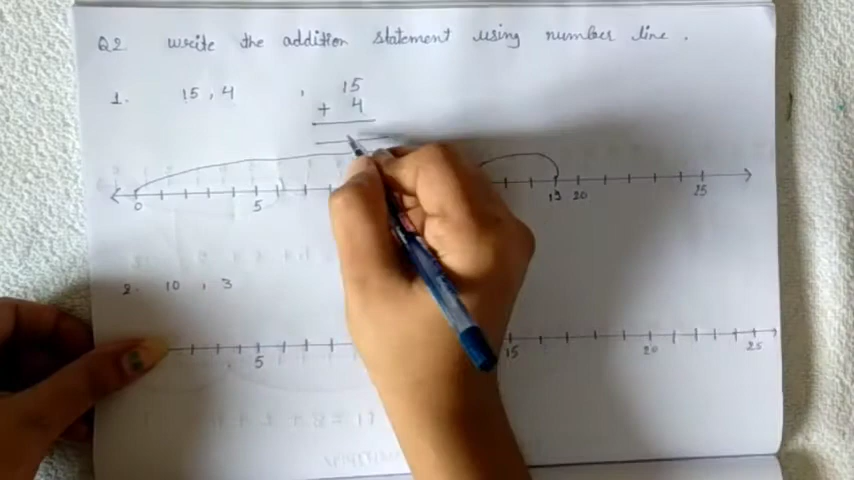 Q2 write the addition statement using number line.
1. 15, 4
15
+ 4
0 5 19 20 25
2. 10, 3
5 15 20 25